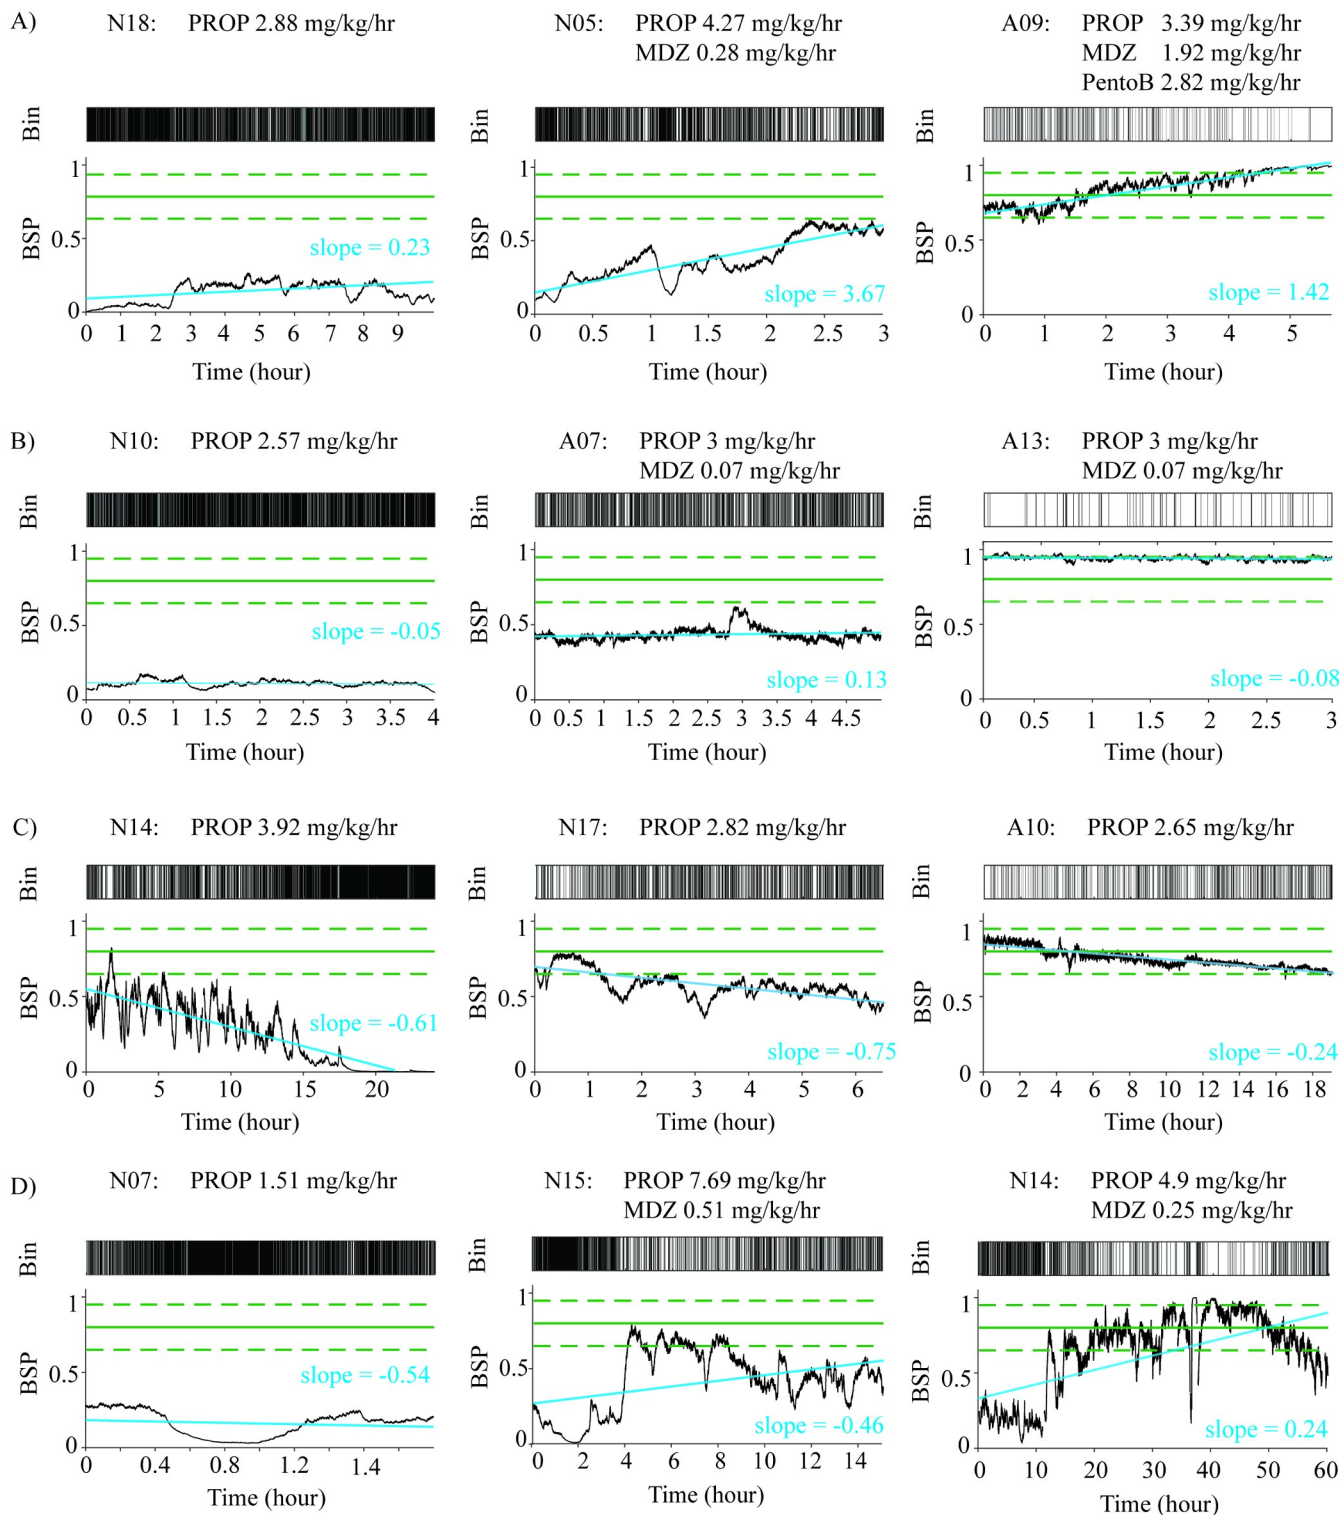 A)
N18: PROP 2.88 mg/kg/hr
Bin
1
0.5
0
BSP
slope = 0.23
0 1 2 3 4 5 6 7 8 9
Time (hour)
N05: PROP 4.27 mg/kg/hr
MDZ 0.28 mg/kg/hr
Bin
1
0.5
0
BSP
slope = 3.67
0 0.5 1 1.5 2 2.5 3
Time (hour)
A09: PROP 3.39 mg/kg/hr
MDZ 1.92 mg/kg/hr
PentoB 2.82 mg/kg/hr
Bin
1
0.5
0
BSP
slope = 1.42
0 1 2 3 4 5
Time (hour)
B)
N10: PROP 2.57 mg/kg/hr
Bin
1
0.5
0
BSP
slope = -0.05
0 0.5 1 1.5 2 2.5 3 3.5 4
Time (hour)
A07: PROP 3 mg/kg/hr
MDZ 0.07 mg/kg/hr
Bin
1
0.5
0
BSP
slope = 0.13
0 0.5 1 1.5 2 2.5 3 3.5 4 4.5
Time (hour)
A13: PROP 3 mg/kg/hr
MDZ 0.07 mg/kg/hr
Bin
1
0.5
0
BSP
slope = -0.08
0 0.5 1 1.5 2 2.5 3
Time (hour)
C)
N14: PROP 3.92 mg/kg/hr
Bin
1
0.5
0
BSP
slope = -0.61
0 5 10 15 20
Time (hour)
N17: PROP 2.82 mg/kg/hr
Bin
1
0.5
0
BSP
slope = -0.75
0 1 2 3 4 5 6
Time (hour)
A10: PROP 2.65 mg/kg/hr
Bin
1
0.5
0
BSP
slope = -0.24
0 2 4 6 8 10 12 14 16 18
Time (hour)
D)
N07: PROP 1.51 mg/kg/hr
Bin
1
0.5
0
BSP
slope = -0.54
0 0.4 0.8 1.2 1.4
Time (hour)
N15: PROP 7.69 mg/kg/hr
MDZ 0.51 mg/kg/hr
Bin
1
0.5
0
BSP
slope = -0.46
0 2 4 6 8 10 12 14
Time (hour)
N14: PROP 4.9 mg/kg/hr
MDZ 0.25 mg/kg/hr
Bin
1
0.5
0
BSP
slope = 0.24
0 10 20 30 40 50 60
Time (hour)